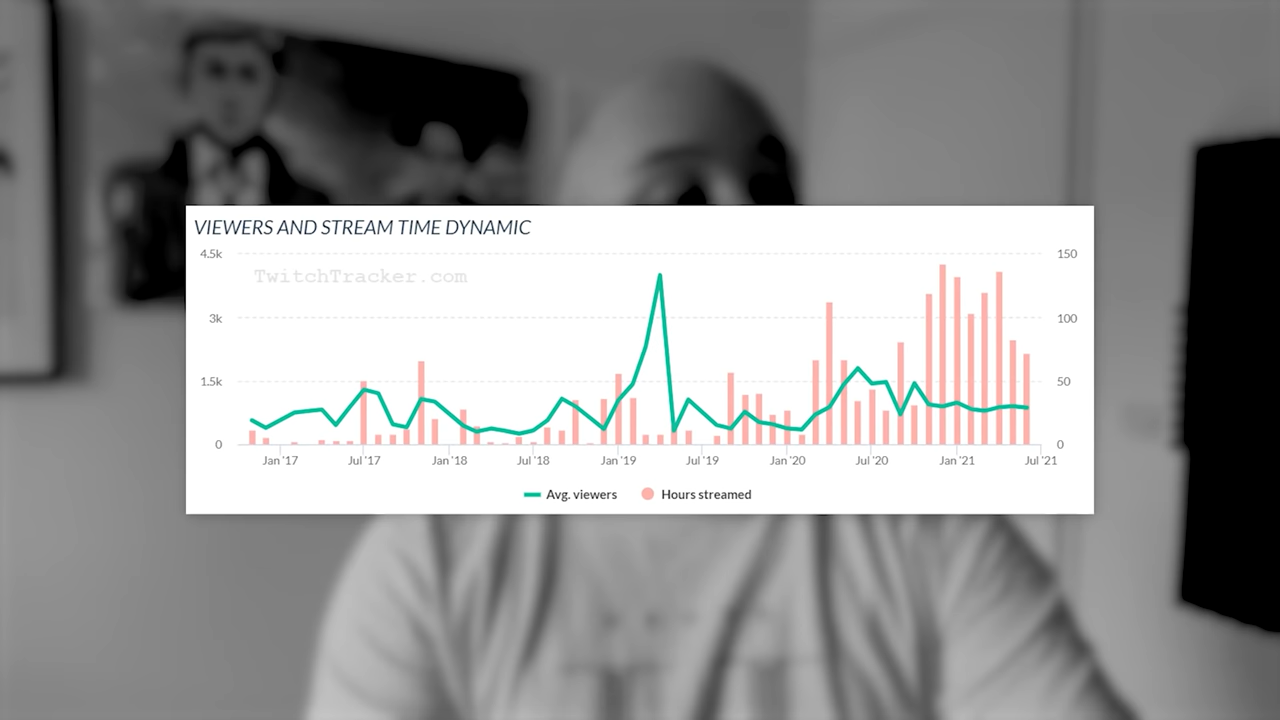 VIEWERS AND STREAM TIME DYNAMIC
4.5k
150
TwitchTracker.com
3k
100
1.5k
50
0
0
Jan '17 Jul '17 Jan '18 Jul '18 Jan '19 Jul '19 Jan '20 Jul '20 Jan '21 Jul '21
Avg. viewers Hours streamed